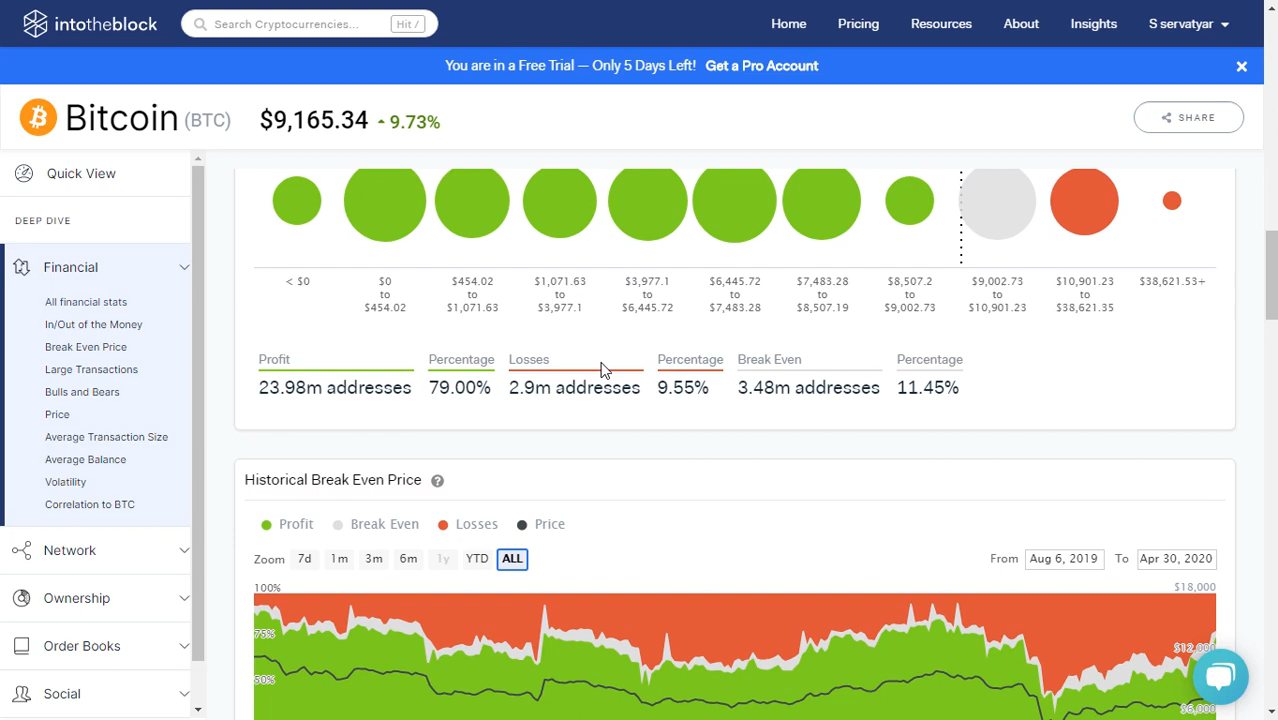 intotheblock
Search Cryptocurrencies...
Hit /
Home
Pricing
Resources
About
Insights
S servatyar
You are in a Free Trial — Only 5 Days Left! Get a Pro Account
Bitcoin (BTC)
$9,165.34
9.73%
SHARE
Quick View
DEEP DIVE
Financial
All financial stats
In/Out of the Money
Break Even Price
Large Transactions
Bulls and Bears
Price
Average Transaction Size
Average Balance
Volatility
Correlation to BTC
Network
Ownership
Order Books
Social
< $0
$0
to
$454.02
$454.02
to
$1,071.63
$1,071.63
to
$3,977.1
$3,977.1
to
$6,445.72
$6,445.72
to
$7,483.28
$7,483.28
to
$8,507.19
$8,507.2
to
$9,002.73
$9,002.73
to
$10,901.23
$10,901.23
to
$38,621.35
$38,621.53+
Profit
23.98m addresses
Percentage
79.00%
Losses
2.9m addresses
Percentage
9.55%
Break Even
3.48m addresses
Percentage
11.45%
Historical Break Even Price ?
Profit
Break Even
Losses
Price
Zoom 7d 1m 3m 6m 1y YTD ALL
From Aug 6, 2019 To Apr 30, 2020
100%
$18,000
75%
$12,000
50%
$6,000